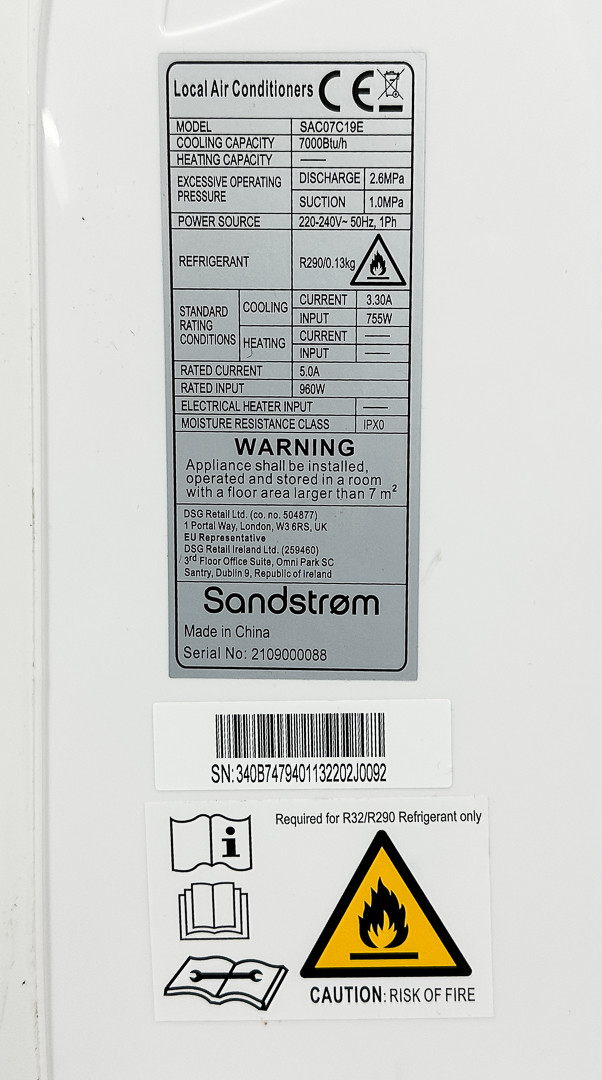 Local Air Conditioners CE
MODEL SAC07C19E
COOLING CAPACITY 7000Btu/h
HEATING CAPACITY ——
EXCESSIVE OPERATING PRESSURE DISCHARGE 2.6MPa
SUCTION 1.0MPa
POWER SOURCE 220-240V~ 50Hz, 1Ph
REFRIGERANT R290/0.13kg
STANDARD RATING CONDITIONS COOLING CURRENT 3.30A
INPUT 755W
HEATING CURRENT ——
INPUT ——
RATED CURRENT 5.0A
RATED INPUT 960W
ELECTRICAL HEATER INPUT ——
MOISTURE RESISTANCE CLASS IPX0
WARNING
Appliance shall be installed,
operated and stored in a room
with a floor area larger than 7 m²
DSG Retail Ltd. (co. no. 504877)
1 Portal Way, London, W3 6RS, UK
EU Representative
DSG Retail Ireland Ltd. (259460)
3rd Floor Office Suite, Omni Park SC
Santry, Dublin 9, Republic of Ireland
Sandstrøm
Made in China
Serial No: 2109000088
SN: 340B7479401132202J0092
Required for R32/R290 Refrigerant only
CAUTION: RISK OF FIRE